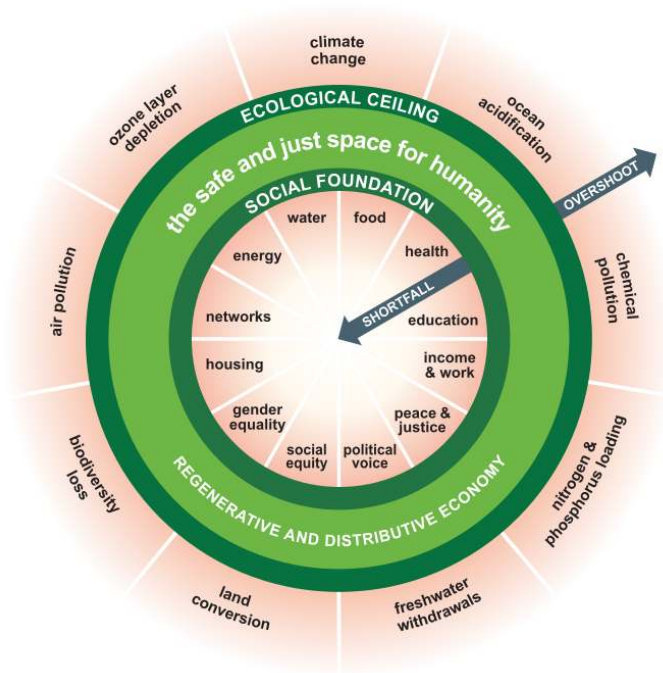 climate
change
ocean
acidification
chemical
pollution
nitrogen &
phosphorus loading
freshwater
withdrawals
land
conversion
biodiversity
loss
air pollution
ozone layer
depletion
ECOLOGICAL CEILING
the safe and just space for humanity
SOCIAL FOUNDATION
OVERSHOOT
SHORTFALL
water
food
health
education
income
& work
peace &
justice
political
voice
social
equity
gender
equality
housing
networks
energy
REGENERATIVE AND DISTRIBUTIVE ECONOMY